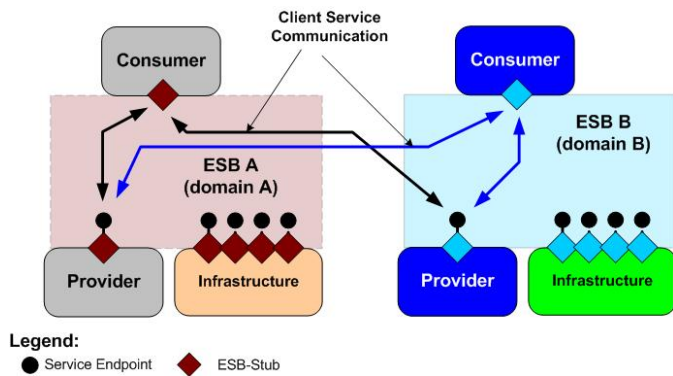 Client Service
Communication
Consumer
Consumer
ESB A
(domain A)
ESB B
(domain B)
Provider
Infrastructure
Provider
Infrastructure
Legend:
Service Endpoint
ESB-Stub